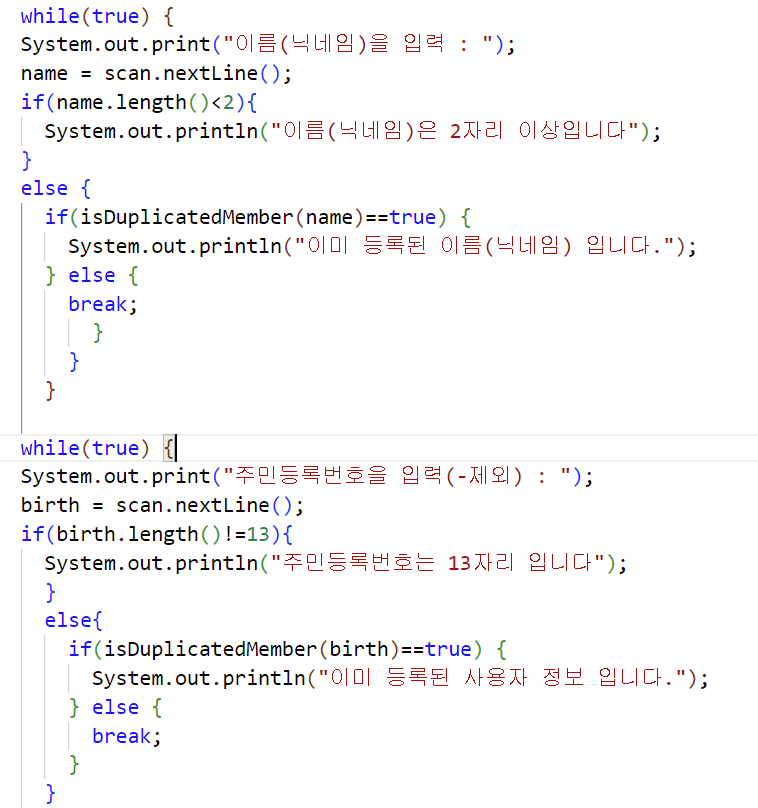 while(true) {
System.out.print("이름(닉네임)을 입력 : ");
name = scan.nextLine();
if(name.length()<2){
System.out.println("이름(닉네임)은 2자리 이상입니다");
}
else {
if(isDuplicatedMember(name)==true) {
System.out.println("이미 등록된 이름(닉네임) 입니다.");
} else {
break;
}
}
}
while(true) {
System.out.print("주민등록번호을 입력(-제외) : ");
birth = scan.nextLine();
if(birth.length()!=13){
System.out.println("주민등록번호는 13자리 입니다");
}
else{
if(isDuplicatedMember(birth)==true) {
System.out.println("이미 등록된 사용자 정보 입니다.");
} else {
break;
}
}